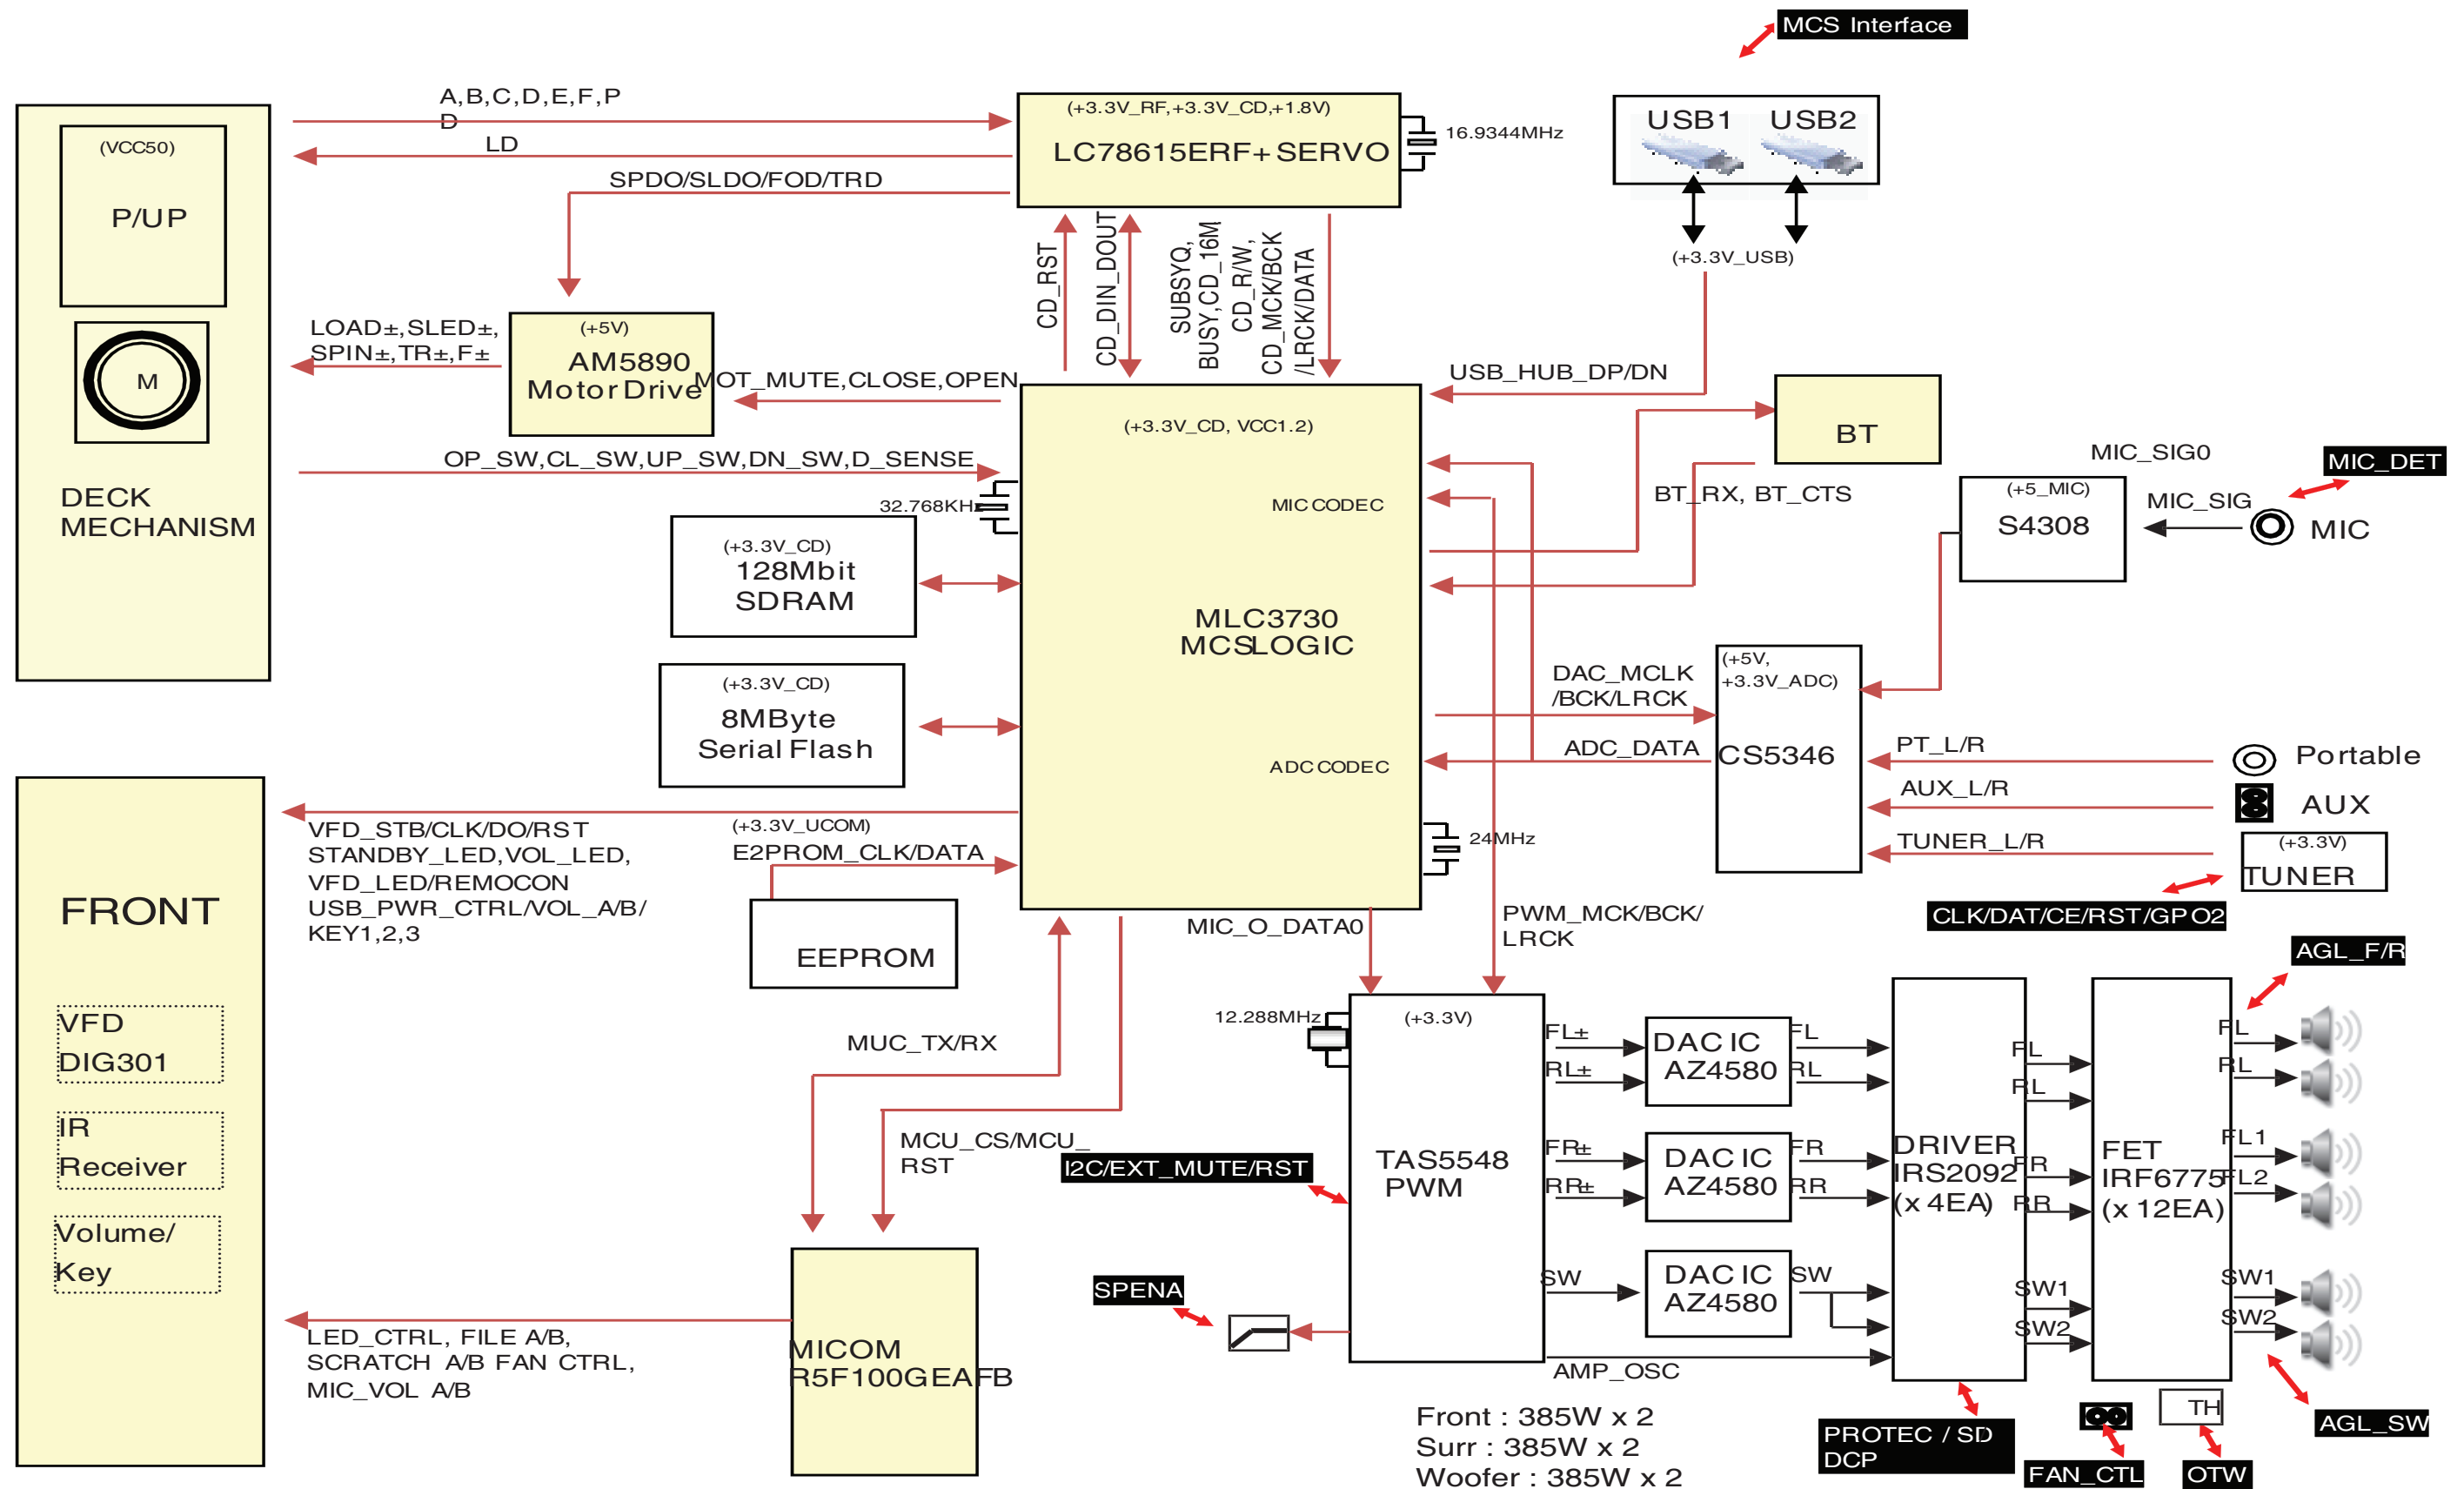 MCS Interface
A,B,C,D,E,F,P
D
LD
SPDO/SLDO/FOD/TRD
(+3.3V_RF,+3.3V_CD,+1.8V)
LC78615ERF+SERVO
16.9344MHz
USB1
USB2
(+3.3V_USB)
(VCC50)
P/UP
M
DECK
MECHANISM
LOAD±,SLED±,
SPIN±,TR±,F±
(+5V)
AM5890
Motor Drive
MOT_MUTE,CLOSE,OPEN
CD_RST
CD_DIN_DOUT
SUBSYQ,
BUSY,CD_16M
CD_R/W,
CD_MCK/BCK
/LRCK/DATA
USB_HUB_DP/DN
BT
BT_RX, BT_CTS
OP_SW,CL_SW,UP_SW,DN_SW,D_SENSE
32.768KHz
(+3.3V_CD, VCC1.2)
MIC CODEC
MLC3730
MCSLOGIC
ADC CODEC
24MHz
MIC_SIG0
MIC_DET
(+5_MIC)
S4308
MIC_SIG
MIC
(+3.3V_CD)
128Mbit
SDRAM
(+3.3V_CD)
8MByte
Serial Flash
DAC_MCLK
/BCK/LRCK
ADC_DATA
(+5V,
+3.3V_ADC)
CS5346
PT_L/R
Portable
AUX_L/R
AUX
TUNER_L/R
(+3.3V)
TUNER
CLK/DAT/CE/RST/GPO2
FRONT
VFD
DIG301
IR
Receiver
Volume/
Key
VFD_STB/CLK/DO/RST
STANDBY_LED,VOL_LED,
VFD_LED/REMOCON
USB_PWR_CTRL/VOL_A/B/
KEY1,2,3
(+3.3V_UCOM)
E2PROM_CLK/DATA
EEPROM
MIC_O_DATA0
PWM_MCK/BCK/
LRCK
MUC_TX/RX
MCU_CS/MCU_
RST
I2C/EXT_MUTE/RST
SPENA
12.288MHz
(+3.3V)
TAS5548
PWM
LED_CTRL, FILE A/B,
SCRATCH A/B FAN CTRL,
MIC_VOL A/B
MICOM
R5F100GEAFB
FL±
RL±
DAC IC
AZ4580
FL
RL
FR±
RR±
DAC IC
AZ4580
FR
RR
SW
DAC IC
AZ4580
SW
AMP_OSC
DRIVER
IRS2092
(x 4EA)
FL
RL
FR
RR
SW1
SW2
FET
IRF6775
(x 12EA)
AGL_F/R
FL
RL
FL1
FL2
SW1
SW2
AGL_SW
PROTEC / SD
DCP
FAN_CTL
TH
OTW
Front : 385W x 2
Surr : 385W x 2
Woofer : 385W x 2